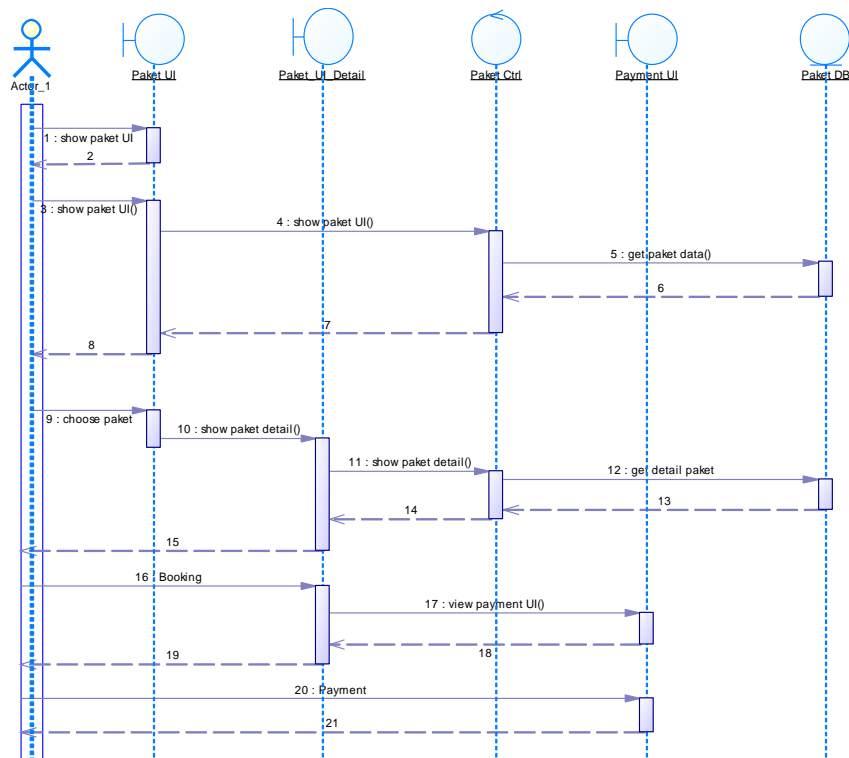 Actor_1
Paket UI
Paket_UI_Detail
Paket Ctrl
Payment UI
Paket DB
1 : show paket UI
2
3 : show paket UI()
4 : show paket UI()
5 : get paket data()
6
7
8
9 : choose paket
10 : show paket detail()
11 : show paket detail()
12 : get detail paket
13
14
15
16 : Booking
17 : view payment UI()
18
19
20 : Payment
21